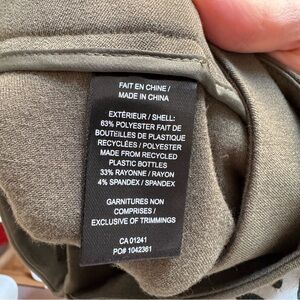 FAIT EN CHINE /
MADE IN CHINA
EXTÉRIEUR / SHELL:
63% POLYESTER FAIT DE
BOUTEILLES DE PLASTIQUE
RECYCLÉES / POLYESTER
MADE FROM RECYCLED
PLASTIC BOTTLES
33% RAYONNE / RAYON
4% SPANDEX / SPANDEX
GARNITURES NON
COMPRISES /
EXCLUSIVE OF TRIMMINGS
CA 01241
PO# 1042361